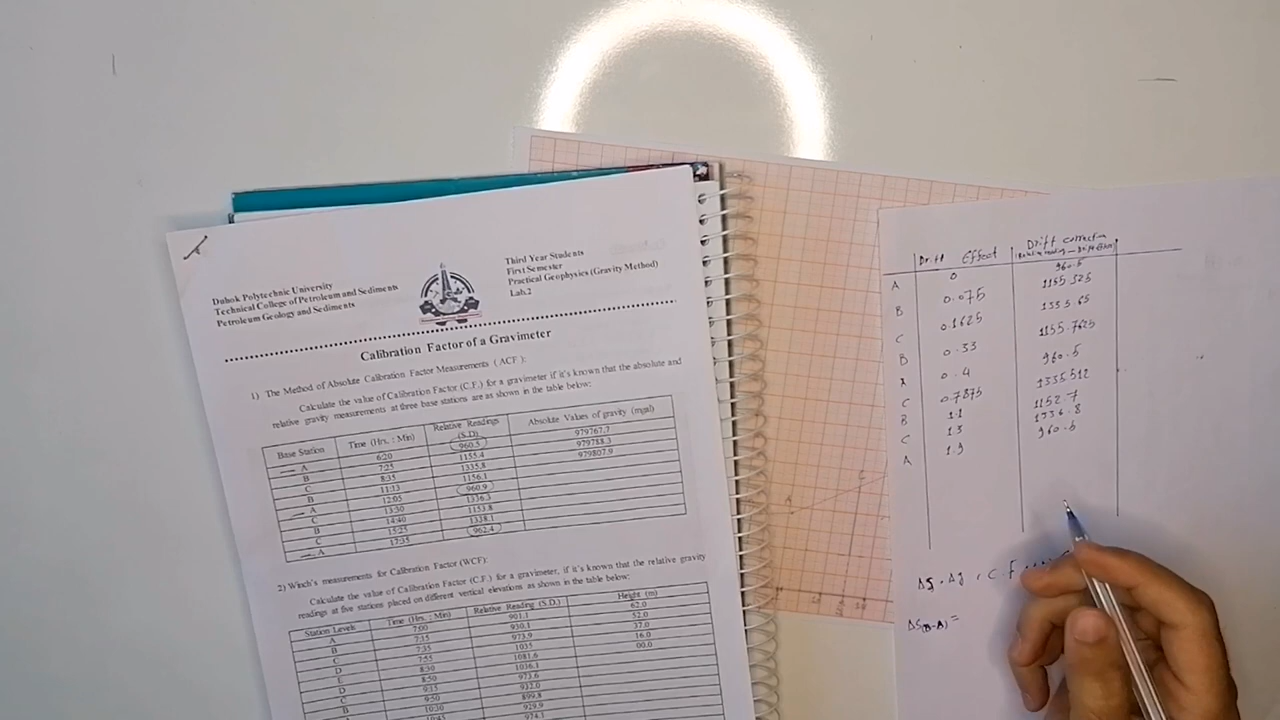 Duhok Polytechnic University
Technical College of Petroleum and Sediments
Petroleum Geology and Sediments
Third Year Students
First Semester
Practical Geophysics (Gravity Method)
Lab.2
Calibration Factor of a Gravimeter
1) The Method of Absolute Calibration Factor Measurements ( ACF ):
Calculate the value of Calibration Factor (C.F.) for a gravimeter if it's known that the absolute and
relative gravity measurements at three base stations are as shown in the table below:
Base Station Time (Hrs. : Min) Relative Readings (S.D) Absolute Values of gravity (mgal)
A 6:20 960.5 979767.7
B 7:25 1155.4 979788.3
C 8:35 1335.8 979807.9
B 11:13 1156.1
A 12:05 960.9
C 13:30 1336.3
B 14:40 1153.8
C 15:25 1338.1
A 17:35 962.4
2) Winch's measurements for Calibration Factor (WCF):
Calculate the value of Calibration Factor (C.F.) for a gravimeter, if it's known that the relative gravity
readings at five stations placed on different vertical elevations as shown in the table below:
Station Levels Time (Hrs. : Min) Relative Reading (S.D.) Height (m)
A 7:00 901.1 62.0
B 7:15 930.1 52.0
C 7:35 973.9 37.0
D 7:55 1035 16.0
E 8:30 1081.6 00.0
D 8:50 1036.1
C 9:15 973.6
B 9:50 932.0
A 10:30 899.8
B 10:45 929.9
974.1
Drift Effect Drift correction
A 0 960.5
B 0.075 1155.325
C 0.1625 1335.65
B 0.33 1155.7625
A 0.4 960.5
C 0.7875 1335.512
B 1.1 1152.7
C 1.3 1336.8
A 1.9 960.5
C.F
ΔS(B-A) =